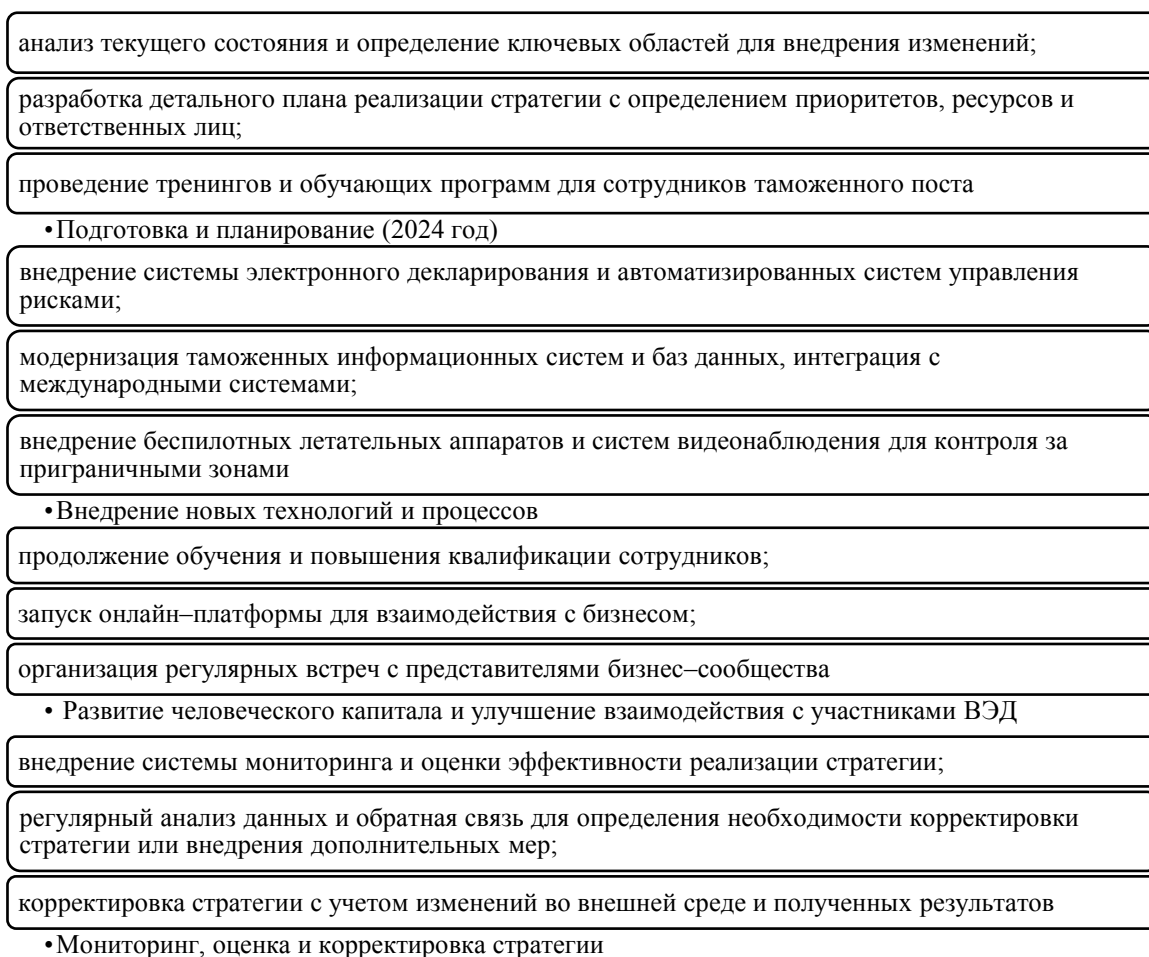 анализ текущего состояния и определение ключевых областей для внедрения изменений;
разработка детального плана реализации стратегии с определением приоритетов, ресурсов и
ответственных лиц;
проведение тренингов и обучающих программ для сотрудников таможенного поста
•Подготовка и планирование (2024 год)
внедрение системы электронного декларирования и автоматизированных систем управления
рисками;
модернизация таможенных информационных систем и баз данных, интеграция с
международными системами;
внедрение беспилотных летательных аппаратов и систем видеонаблюдения для контроля за
приграничными зонами
•Внедрение новых технологий и процессов
продолжение обучения и повышения квалификации сотрудников;
запуск онлайн–платформы для взаимодействия с бизнесом;
организация регулярных встреч с представителями бизнес–сообщества
• Развитие человеческого капитала и улучшение взаимодействия с участниками ВЭД
внедрение системы мониторинга и оценки эффективности реализации стратегии;
регулярный анализ данных и обратная связь для определения необходимости корректировки
стратегии или внедрения дополнительных мер;
корректировка стратегии с учетом изменений во внешней среде и полученных результатов
•Мониторинг, оценка и корректировка стратегии